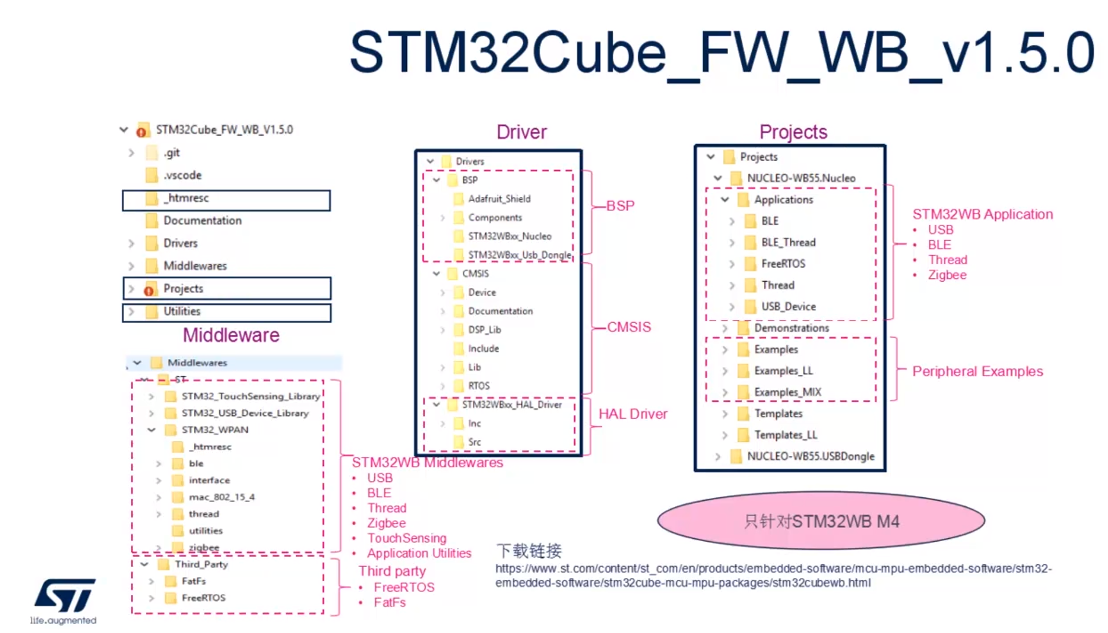 STM32Cube_FW_WB_v1.5.0
STM32Cube_FW_WB_V1.5.0
.git
.vscode
_htmresc
Documentation
Drivers
Middlewares
Projects
Utilities
Middleware
Middlewares
ST
STM32_TouchSensing_Library
STM32_USB_Device_Library
STM32_WPAN
_htmresc
ble
interface
mac_802_15_4
thread
utilities
zigbee
Third_Party
FatFs
FreeRTOS
STM32WB Middlewares
• USB
• BLE
• Thread
• Zigbee
• TouchSensing
• Application Utilities
Third party
• FreeRTOS
• FatFs
Driver
Drivers
BSP
Adafruit_Shield
Components
STM32WBxx_Nucleo
STM32WBxx_Usb_Dongle
CMSIS
Device
Documentation
DSP_Lib
Include
Lib
RTOS
STM32WBxx_HAL_Driver
Inc
Src
BSP
CMSIS
HAL Driver
Projects
Projects
NUCLEO-WB55.Nucleo
Applications
BLE
BLE_Thread
FreeRTOS
Thread
USB_Device
Demonstrations
Examples
Examples_LL
Examples_MIX
Templates
Templates_LL
NUCLEO-WB55.USBDongle
STM32WB Application
• USB
• BLE
• Thread
• Zigbee
Peripheral Examples
只针对STM32WB M4
下载链接
https://www.st.com/content/st_com/en/products/embedded-software/mcu-mpu-embedded-software/stm32-
embedded-software/stm32cube-mcu-mpu-packages/stm32cubewb.html
ST
life.augmented